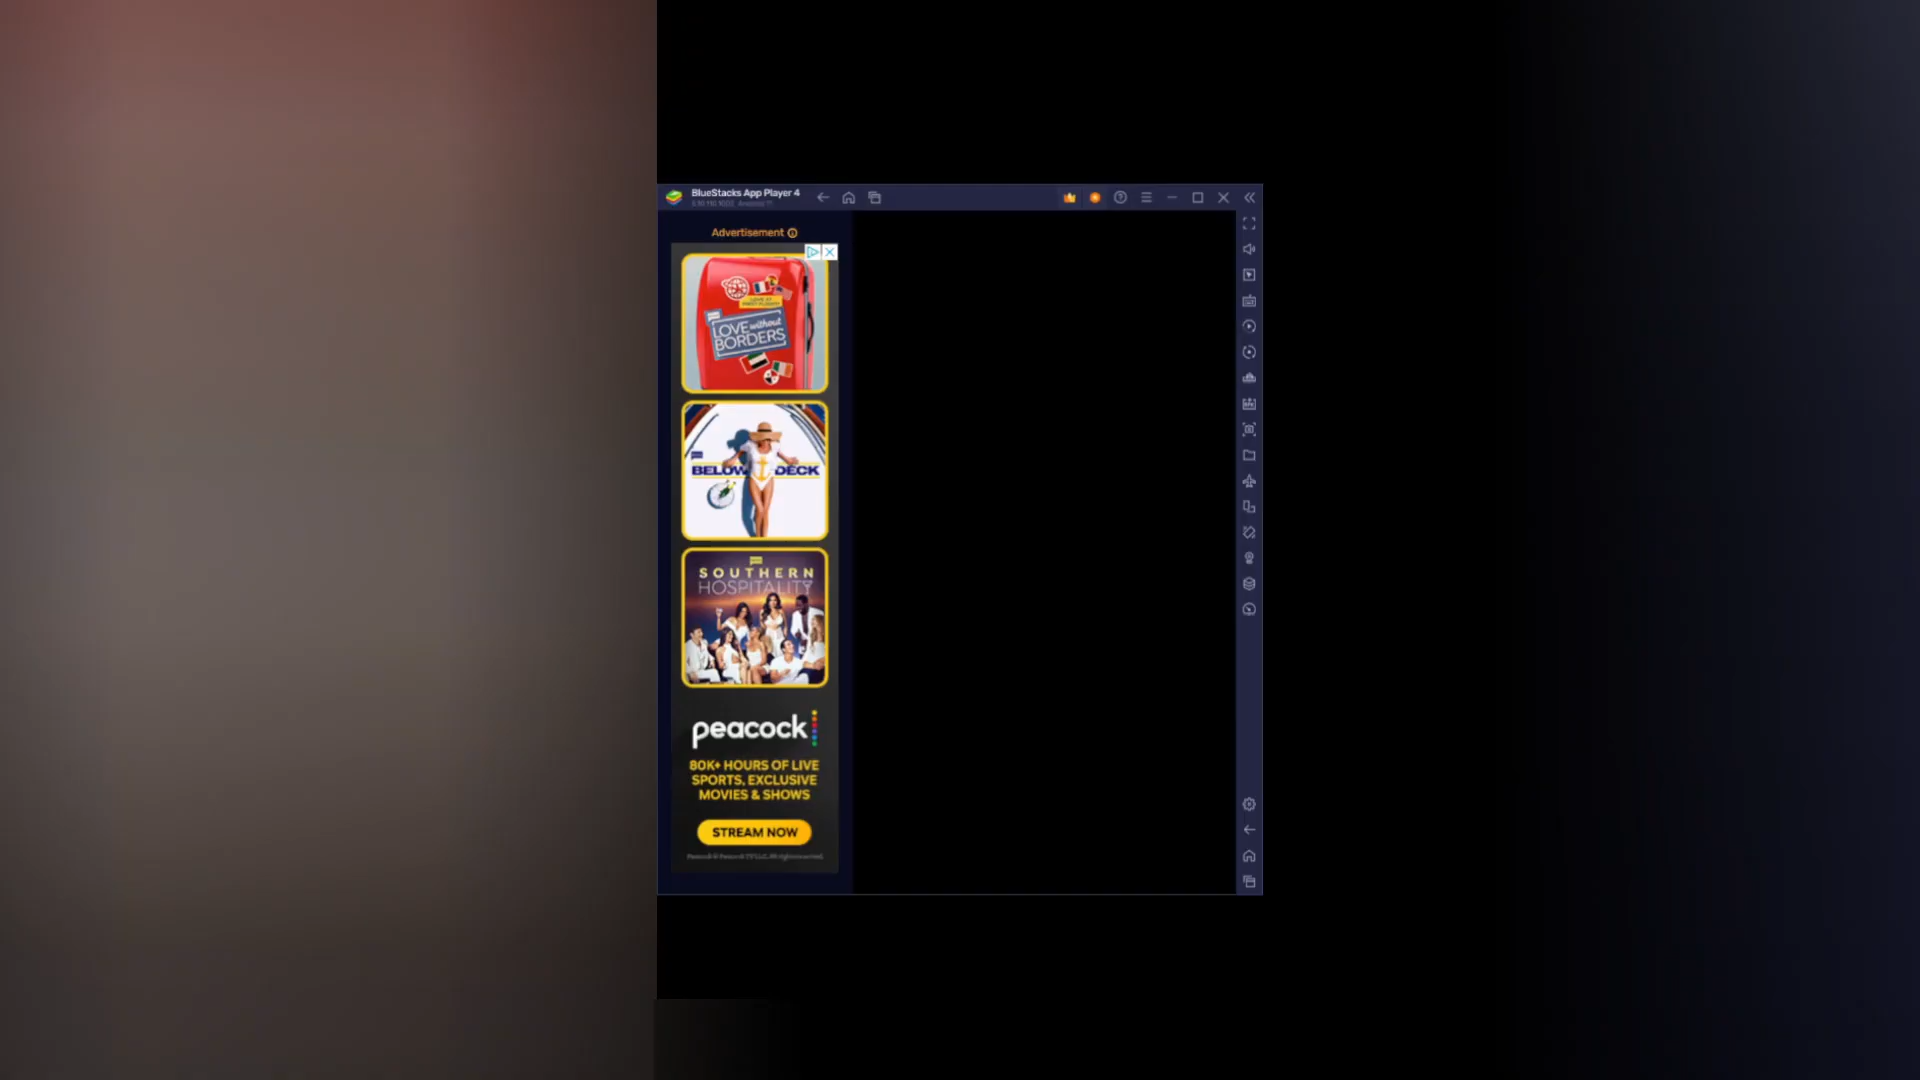 BlueStacks App Player 4
Advertisement
LOVE without
BORDERS
BELOW DECK
SOUTHERN
HOSPITALITY
peacock
80K+ HOURS OF LIVE
SPORTS, EXCLUSIVE
MOVIES & SHOWS
STREAM NOW